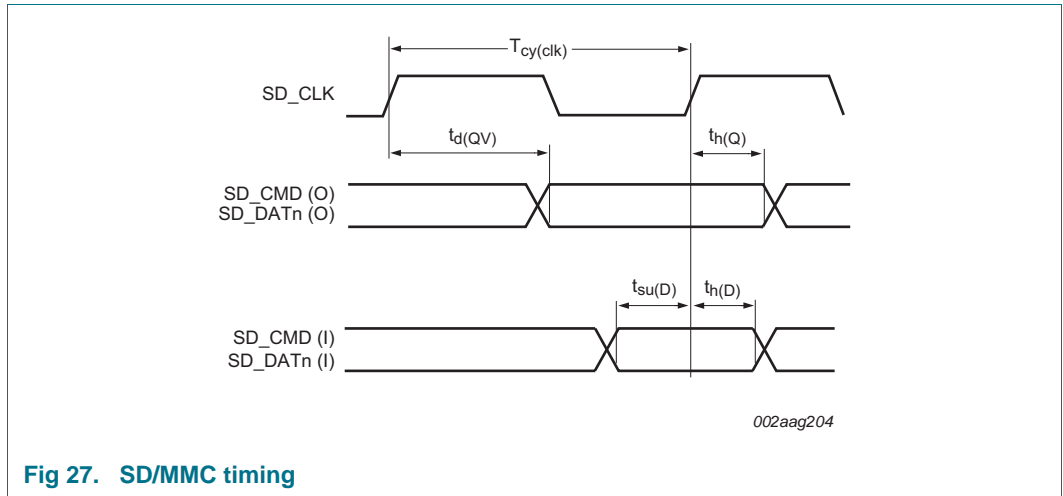 Tcy(clk)
SD_CLK
td(QV)
th(Q)
SD_CMD (O)
SD_DATn (O)
tsu(D)
th(D)
SD_CMD (I)
SD_DATn (I)
002aag204
Fig 27. SD/MMC timing